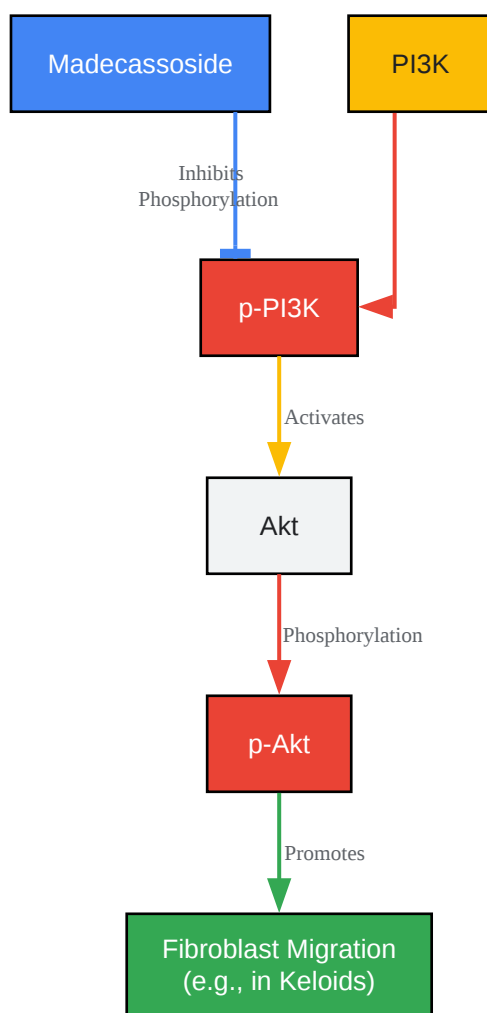 Madecassoside
PI3K
Inhibits
Phosphorylation
p-PI3K
Activates
Akt
Phosphorylation
p-Akt
Promotes
Fibroblast Migration
(e.g., in Keloids)